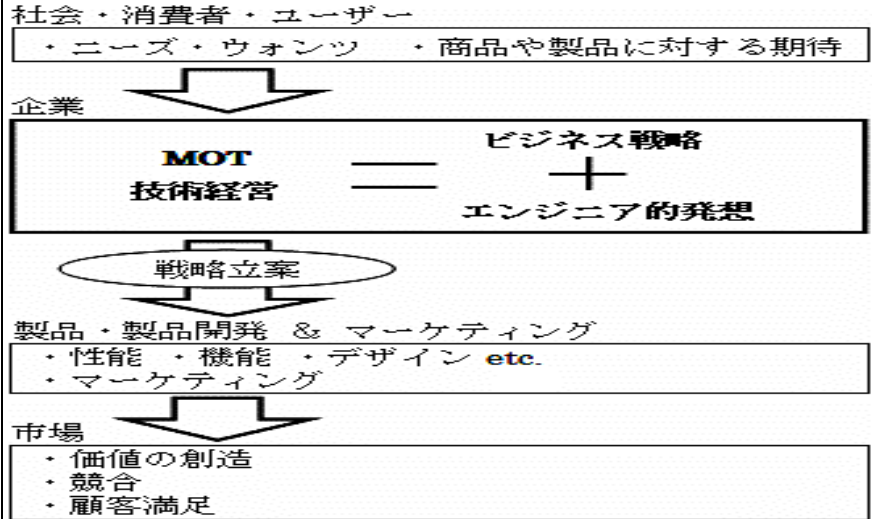 社会・消費者・ユーザー
・ニーズ・ウォンツ　・商品や製品に対する期待
企業
MOT
技術経営
＝
ビジネス戦略
＋
エンジニア的発想
戦略立案
製品・製品開発 & マーケティング
・性能 ・機能 ・デザイン etc.
・マーケティング
市場
・価値の創造
・競合
・顧客満足